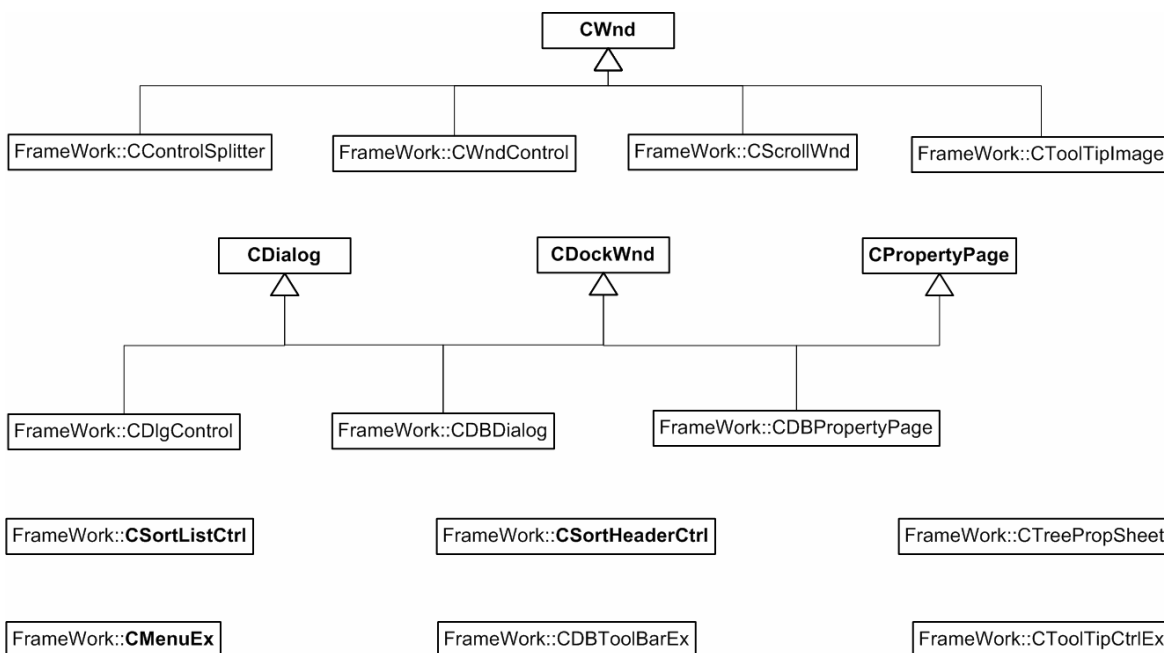 CWnd
FrameWork::CControlSplitter
FrameWork::CWndControl
FrameWork::CScrollWnd
FrameWork::CToolTipImage
CDialog
CDockWnd
CPropertyPage
FrameWork::CDlgControl
FrameWork::CDBDialog
FrameWork::CDBPropertyPage
FrameWork::CSortListCtrl
FrameWork::CSortHeaderCtrl
FrameWork::CTreePropSheet
FrameWork::CMenuEx
FrameWork::CDBToolBarEx
FrameWork::CToolTipCtrlEx